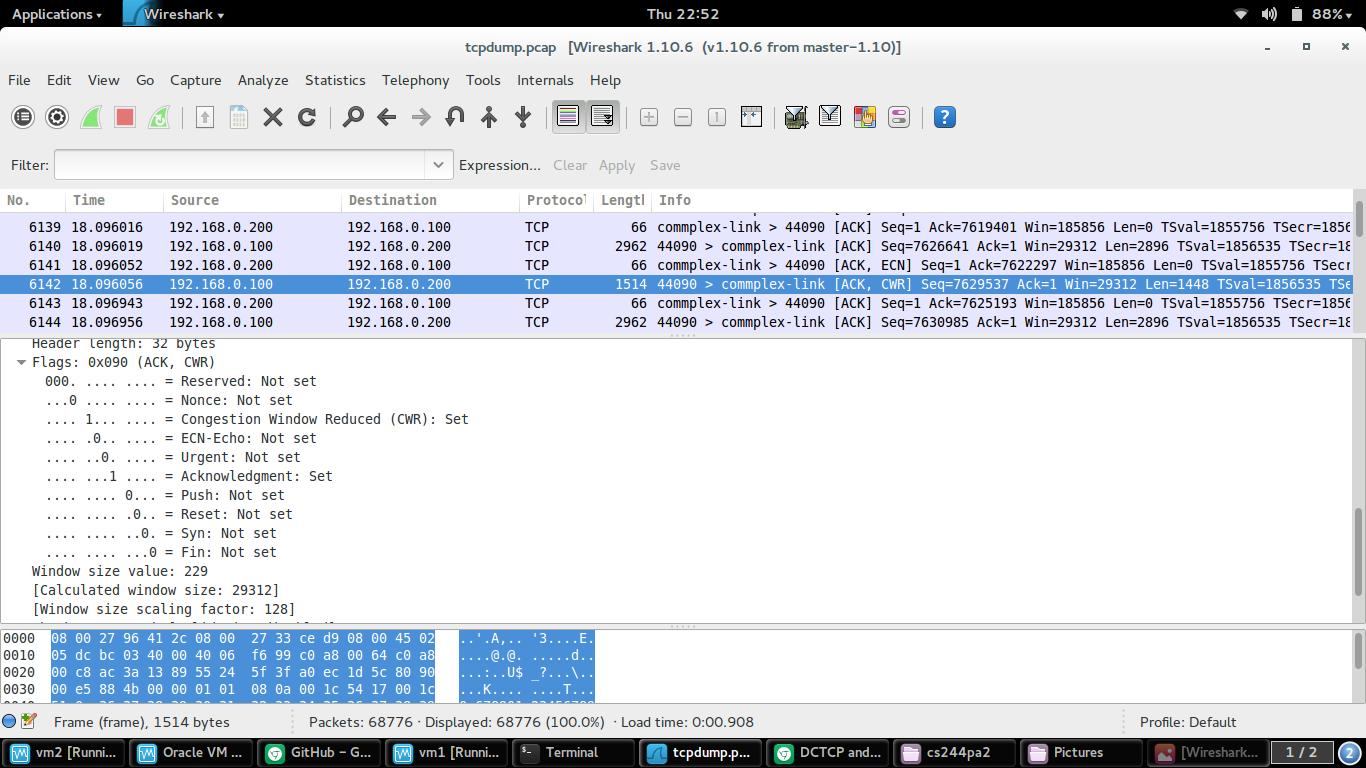 Applications Wireshark Thu 22:52 88%
tcpdump.pcap [Wireshark 1.10.6 (v1.10.6 from master-1.10)]
File Edit View Go Capture Analyze Statistics Telephony Tools Internals Help
Filter: Expression... Clear Apply Save
No. Time Source Destination Protocol Length Info
6139 18.096016 192.168.0.200 192.168.0.100 TCP 66 commplex-link > 44090 [ACK] Seq=1 Ack=7619401 Win=185856 Len=0 TSval=1855756 TSecr=1856
6140 18.096019 192.168.0.100 192.168.0.200 TCP 2962 44090 > commplex-link [ACK] Seq=7626641 Ack=1 Win=29312 Len=2896 TSval=1856535 TSecr=18
6141 18.096052 192.168.0.200 192.168.0.100 TCP 66 commplex-link > 44090 [ACK, ECN] Seq=1 Ack=7622297 Win=185856 Len=0 TSval=1855756 TSecr
6142 18.096056 192.168.0.100 192.168.0.200 TCP 1514 44090 > commplex-link [ACK, CWR] Seq=7629537 Ack=1 Win=29312 Len=1448 TSval=1856535 TSe
6143 18.096943 192.168.0.200 192.168.0.100 TCP 66 commplex-link > 44090 [ACK] Seq=1 Ack=7625193 Win=185856 Len=0 TSval=1855756 TSecr=1856
6144 18.096956 192.168.0.100 192.168.0.200 TCP 2962 44090 > commplex-link [ACK] Seq=7630985 Ack=1 Win=29312 Len=2896 TSval=1856535 TSecr=18
Header length: 32 bytes
Flags: 0x090 (ACK, CWR)
000. .... .... = Reserved: Not set
...0 .... .... = Nonce: Not set
.... 1... .... = Congestion Window Reduced (CWR): Set
.... .0.. .... = ECN-Echo: Not set
.... ..0. .... = Urgent: Not set
.... ...1 .... = Acknowledgment: Set
.... .... 0... = Push: Not set
.... .... .0.. = Reset: Not set
.... .... ..0. = Syn: Not set
.... .... ...0 = Fin: Not set
Window size value: 229
[Calculated window size: 29312]
[Window size scaling factor: 128]
0000 08 00 27 96 41 2c 08 00 27 33 ce d9 08 00 45 02 ..'.A,.. '3....E.
0010 05 dc bc 03 40 00 40 06 f6 99 c0 a8 00 64 c0 a8 ....@.@. .....d..
0020 00 c8 ac 3a 13 89 55 24 5f 3f a0 ec 1d 5c 80 90 ...:..U$ _?...\..
0030 00 e5 88 4b 00 00 01 01 08 0a 00 1c 54 17 00 1c ...K.... ....T...
Frame (frame), 1514 bytes Packets: 68776 · Displayed: 68776 (100.0%) · Load time: 0:00.908 Profile: Default
vm2 [Runni... Oracle VM ... GitHub – G... vm1 [Runni... Terminal tcpdump.p... DCTCP and... cs244pa2 Pictures [Wireshark... 1 / 2 2